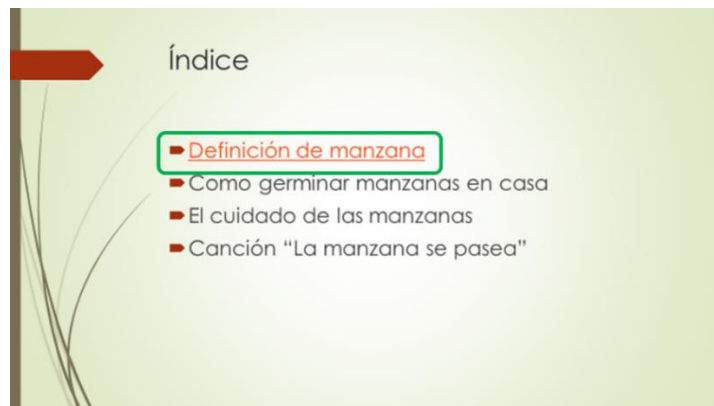 Índice
Definición de manzana
Como germinar manzanas en casa
El cuidado de las manzanas
Canción “La manzana se pasea”